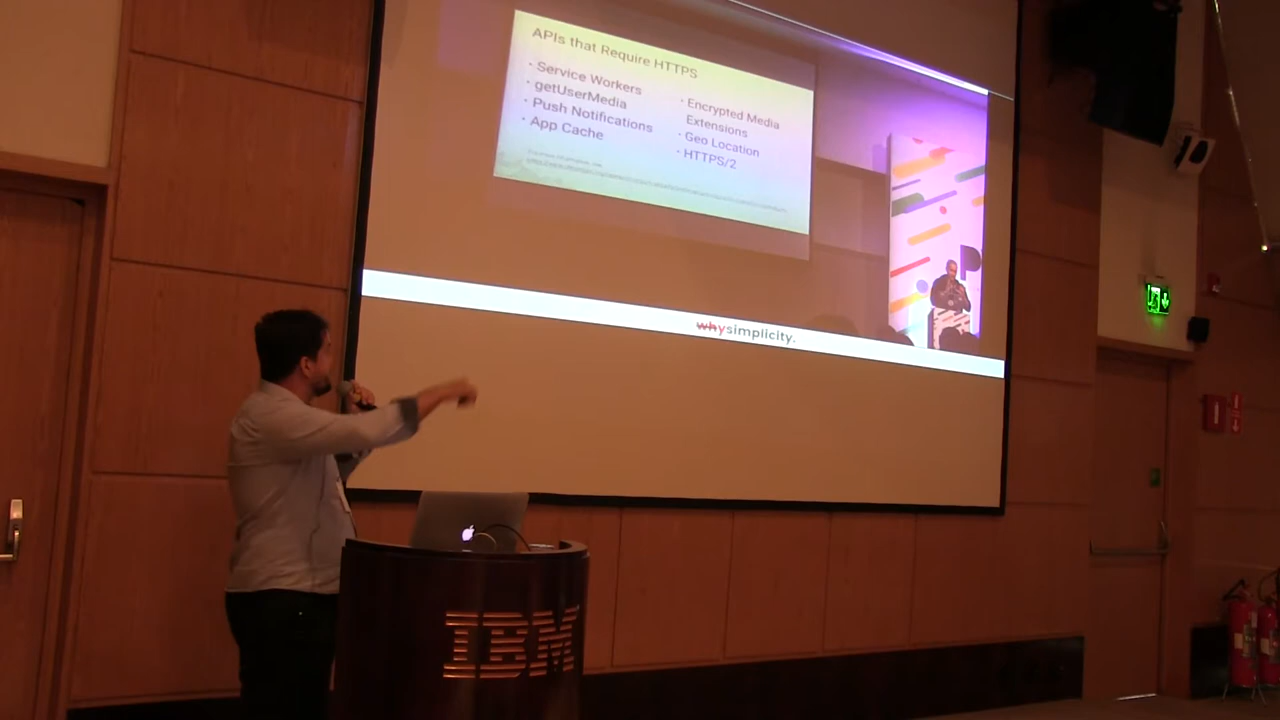 APIs that Require HTTPS
· Service Workers
· getUserMedia
· Push Notifications
· App Cache
· Encrypted Media
Extensions
· Geo Location
· HTTPS/2
whysimplicity.
P
IBM